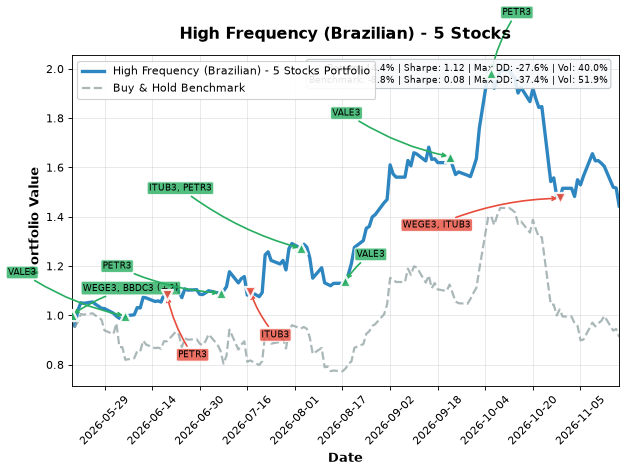 High Frequency (Brazilian) - 5 Stocks
PETR3
High Frequency (Brazilian) - 5 Stocks Portfolio
Buy & Hold Benchmark
.4% | Sharpe: 1.12 | Max DD: -27.6% | Vol: 40.0%
.8% | Sharpe: 0.08 | Max DD: -37.4% | Vol: 51.9%
VALE3
ITUB3, PETR3
WEGE3, ITUB3
VALE3
PETR3
VALE3
WEGE3, BBDC3
ITUB3
PETR3
2.0
1.8
1.6
1.4
1.2
1.0
0.8
ortfolio Value
2026-05-29
2026-06-14
2026-06-30
2026-07-16
2026-08-01
2026-08-17
2026-09-02
2026-09-18
2026-10-04
2026-10-20
2026-11-05
Date